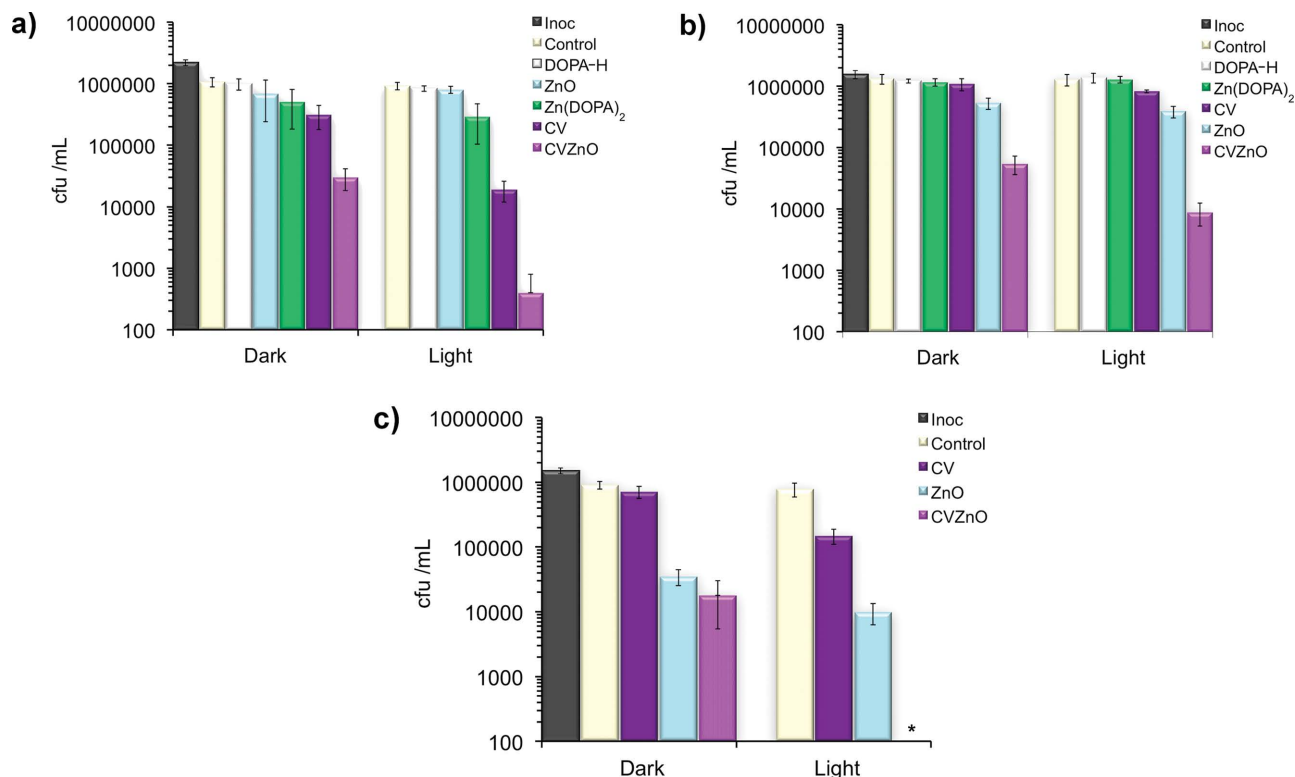 a)
cfu /mL
10000000
1000000
100000
10000
1000
100
Dark
Light
Inoc
Control
DOPA-H
ZnO
Zn(DOPA)2
CV
CVZnO
b)
cfu /mL
10000000
1000000
100000
10000
1000
100
Dark
Light
Inoc
Control
DOPA-H
Zn(DOPA)2
CV
ZnO
CVZnO
c)
cfu /mL
10000000
1000000
100000
10000
1000
100
Dark
Light
*
Inoc
Control
CV
ZnO
CVZnO